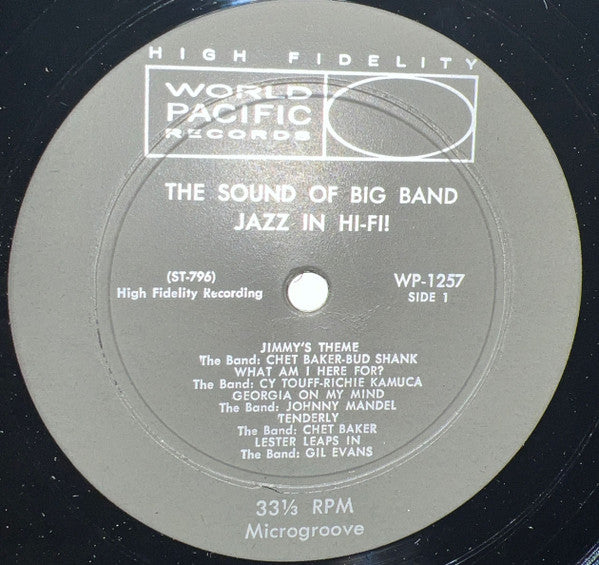 HIGH FIDELITY
WORLD
PACIFIC
RECORDS
THE SOUND OF BIG BAND
JAZZ IN HI-FI!
(ST-796)
High Fidelity Recording
WP-1257
SIDE 1
JIMMY'S THEME
The Band: CHET BAKER-BUD SHANK
WHAT AM I HERE FOR?
The Band: CY TOUFF-RICHIE KAMUCA
GEORGIA ON MY MIND
The Band: JOHNNY MANDEL
TENDERLY
The Band: CHET BAKER
LESTER LEAPS IN
The Band: GIL EVANS
33⅓ RPM
Microgroove